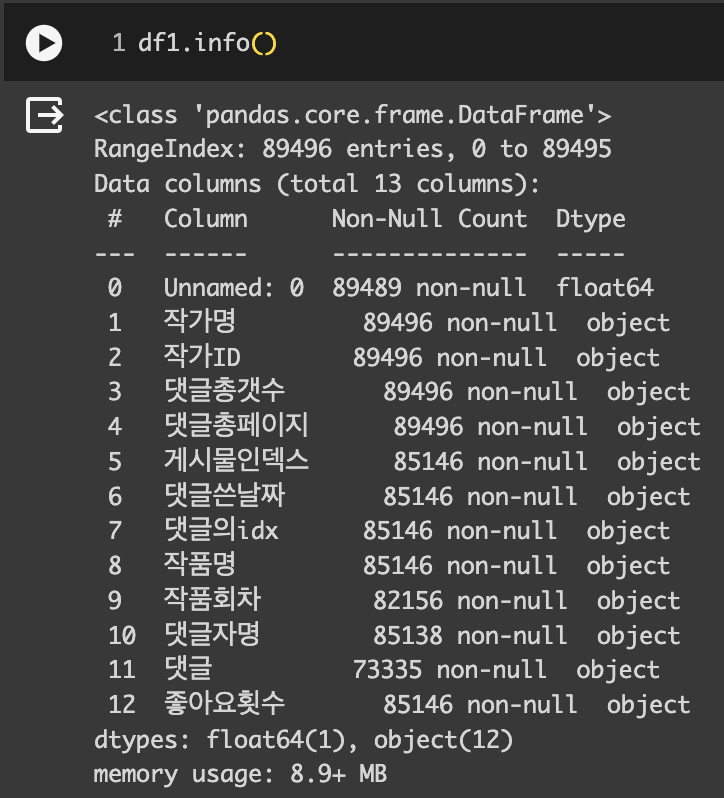 1 df1.info()
<class 'pandas.core.frame.DataFrame'>
RangeIndex: 89496 entries, 0 to 89495
Data columns (total 13 columns):
#   Column      Non-Null Count  Dtype
---  ------      --------------  -----
0   Unnamed: 0  89489 non-null  float64
1   작가명         89496 non-null  object
2   작가ID        89496 non-null  object
3   댓글총갯수       89496 non-null  object
4   댓글총페이지      89496 non-null  object
5   게시물인덱스      85146 non-null  object
6   댓글쓴날짜       85146 non-null  object
7   댓글의idx      85146 non-null  object
8   작품명         85146 non-null  object
9   작품회차        82156 non-null  object
10  댓글자명        85138 non-null  object
11  댓글          73335 non-null  object
12  좋아요횟수       85146 non-null  object
dtypes: float64(1), object(12)
memory usage: 8.9+ MB